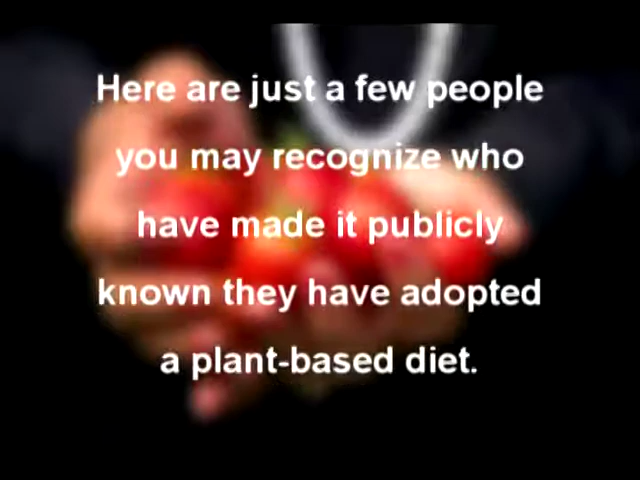 Here are just a few people
you may recognize who
have made it publicly
known they have adopted
a plant-based diet.